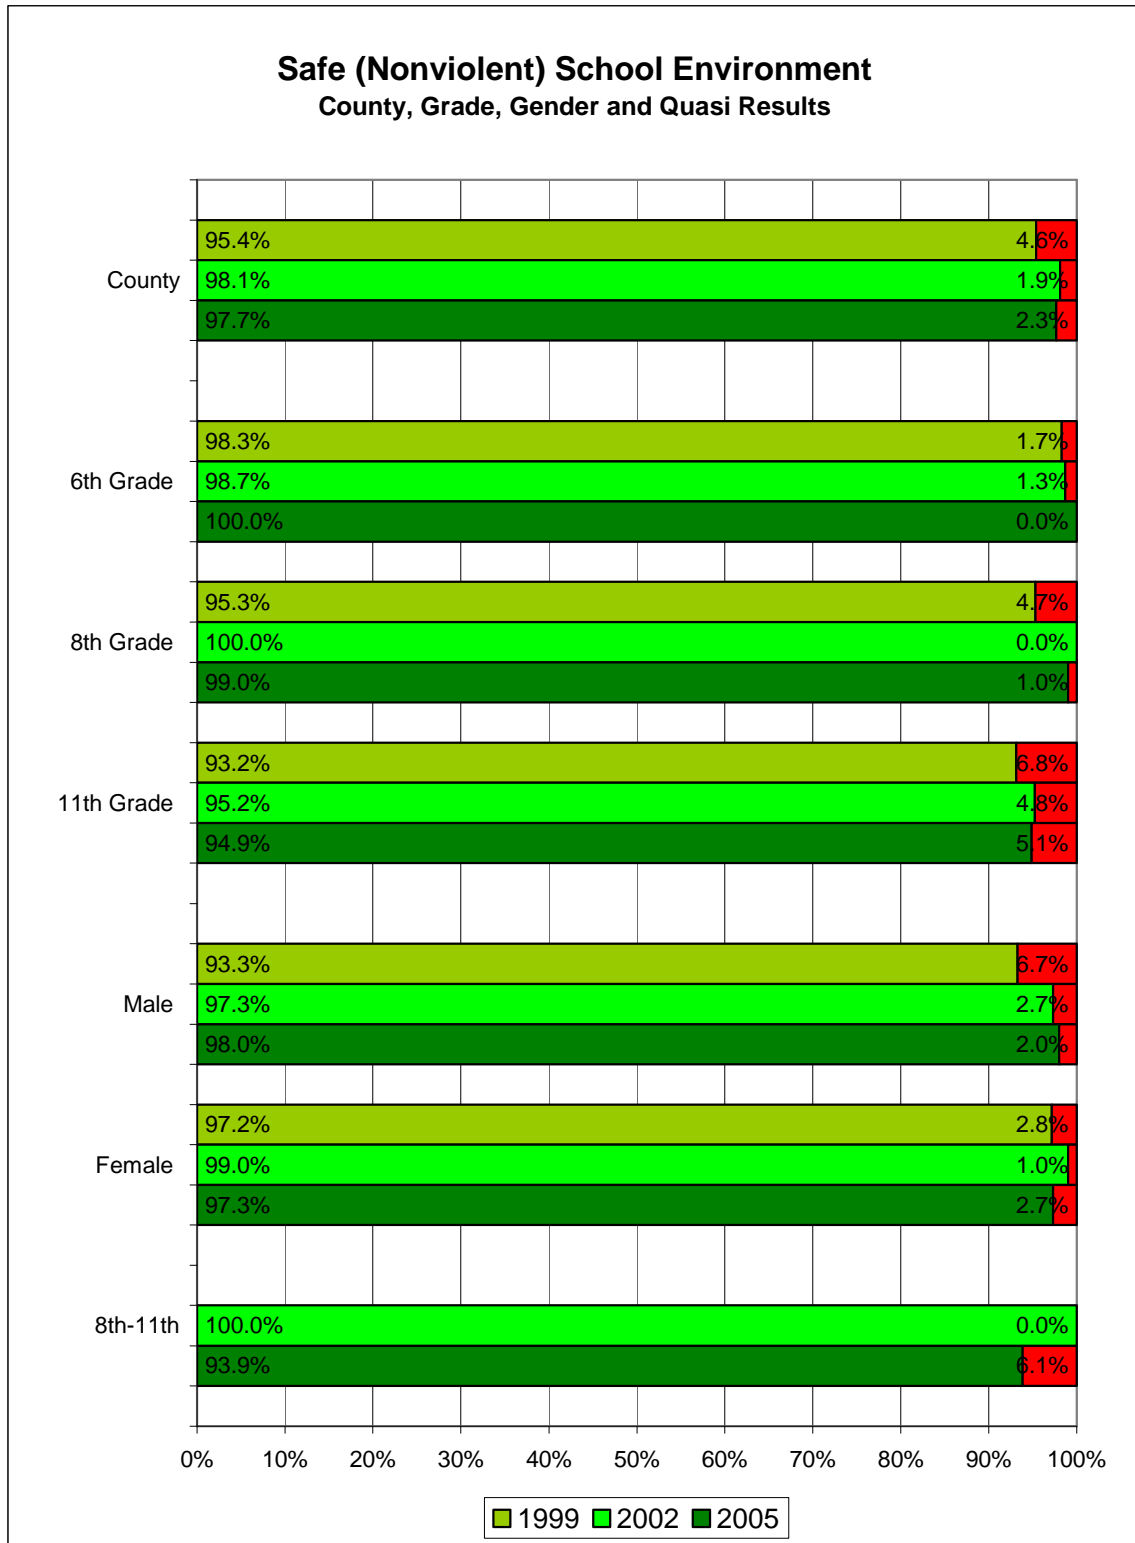 Safe (Nonviolent) School Environment
County, Grade, Gender and Quasi Results
95.4% 4.6%
County 98.1% 1.9%
97.7% 2.3%
98.3% 1.7%
6th Grade 98.7% 1.3%
100.0% 0.0%
95.3% 4.7%
8th Grade 100.0% 0.0%
99.0% 1.0%
93.2% 6.8%
11th Grade 95.2% 4.8%
94.9% 5.1%
93.3% 6.7%
Male 97.3% 2.7%
98.0% 2.0%
97.2% 2.8%
Female 99.0% 1.0%
97.3% 2.7%
8th-11th 100.0% 0.0%
93.9% 6.1%
0% 10% 20% 30% 40% 50% 60% 70% 80% 90% 100%
1999 2002 2005